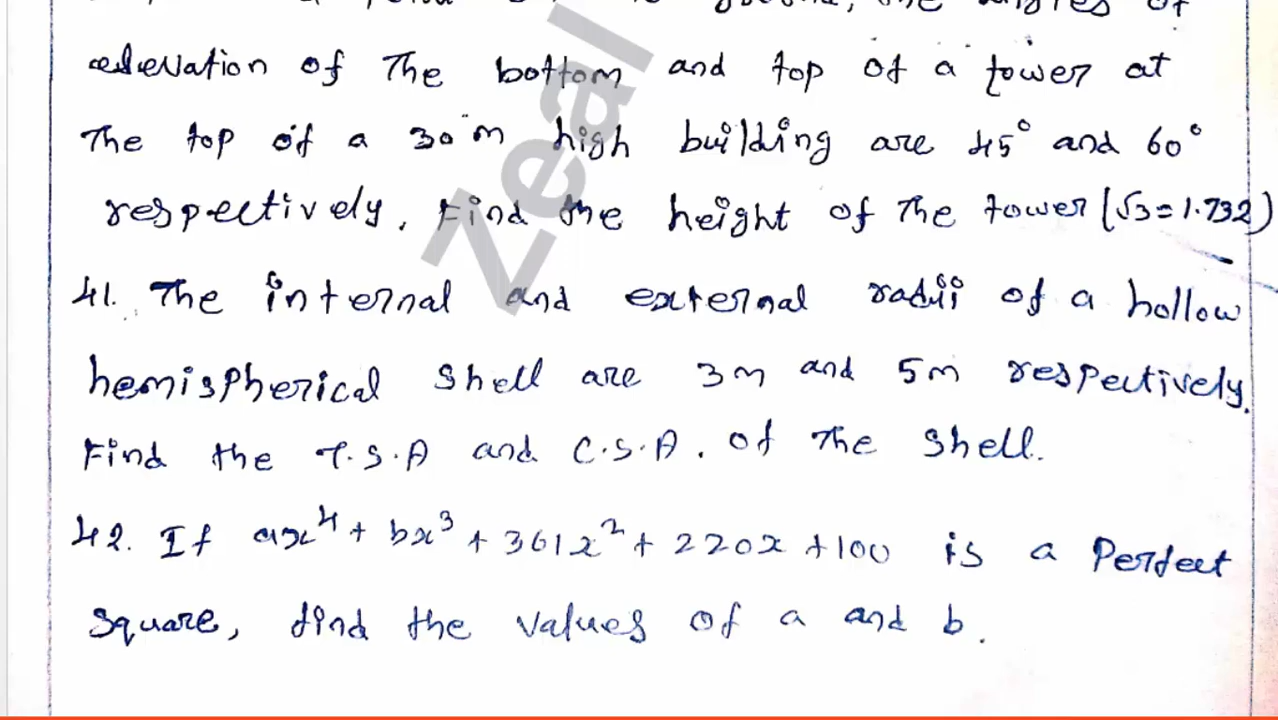 elevation of The bottom and top of a tower at
The top of a 30 m high building are 45° and 60°
respectively. Find the height of The tower (√3=1.732)
41. The internal and external radii of a hollow
hemispherical shell are 3m and 5m respectively.
Find the T.S.A and C.S.A. of The shell.
42. If ax⁴ + bx³ + 361x² + 220x + 100 is a Perfect
square, find the values of a and b.
Zeal